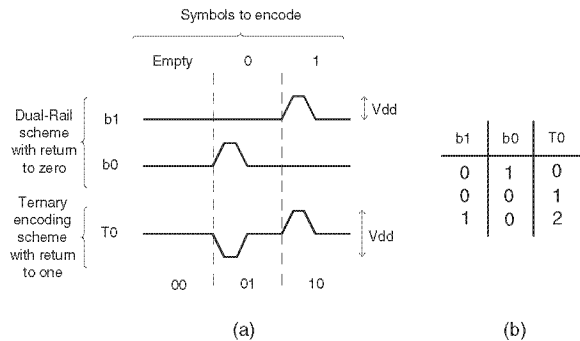 Symbols to encode
Empty 0 1
Dual-Rail
scheme
with return
to zero
b1
Vdd
b0
Ternary
encoding
scheme
with return
to one
T0
Vdd
00 01 10
(a)
b1 b0 T0
0 1 0
0 0 1
1 0 2
(b)